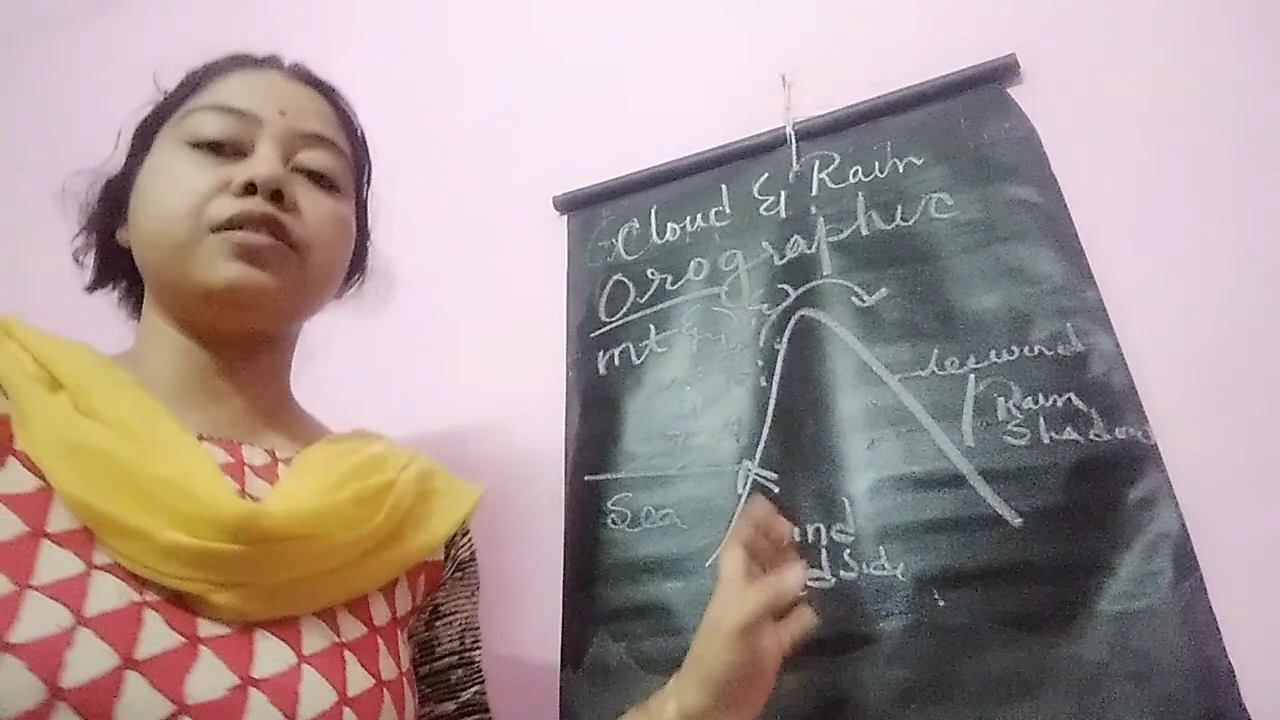 Cloud & Rain
Orographic
mt
leeward
Rain
Shadow
Sea
ind
d Side